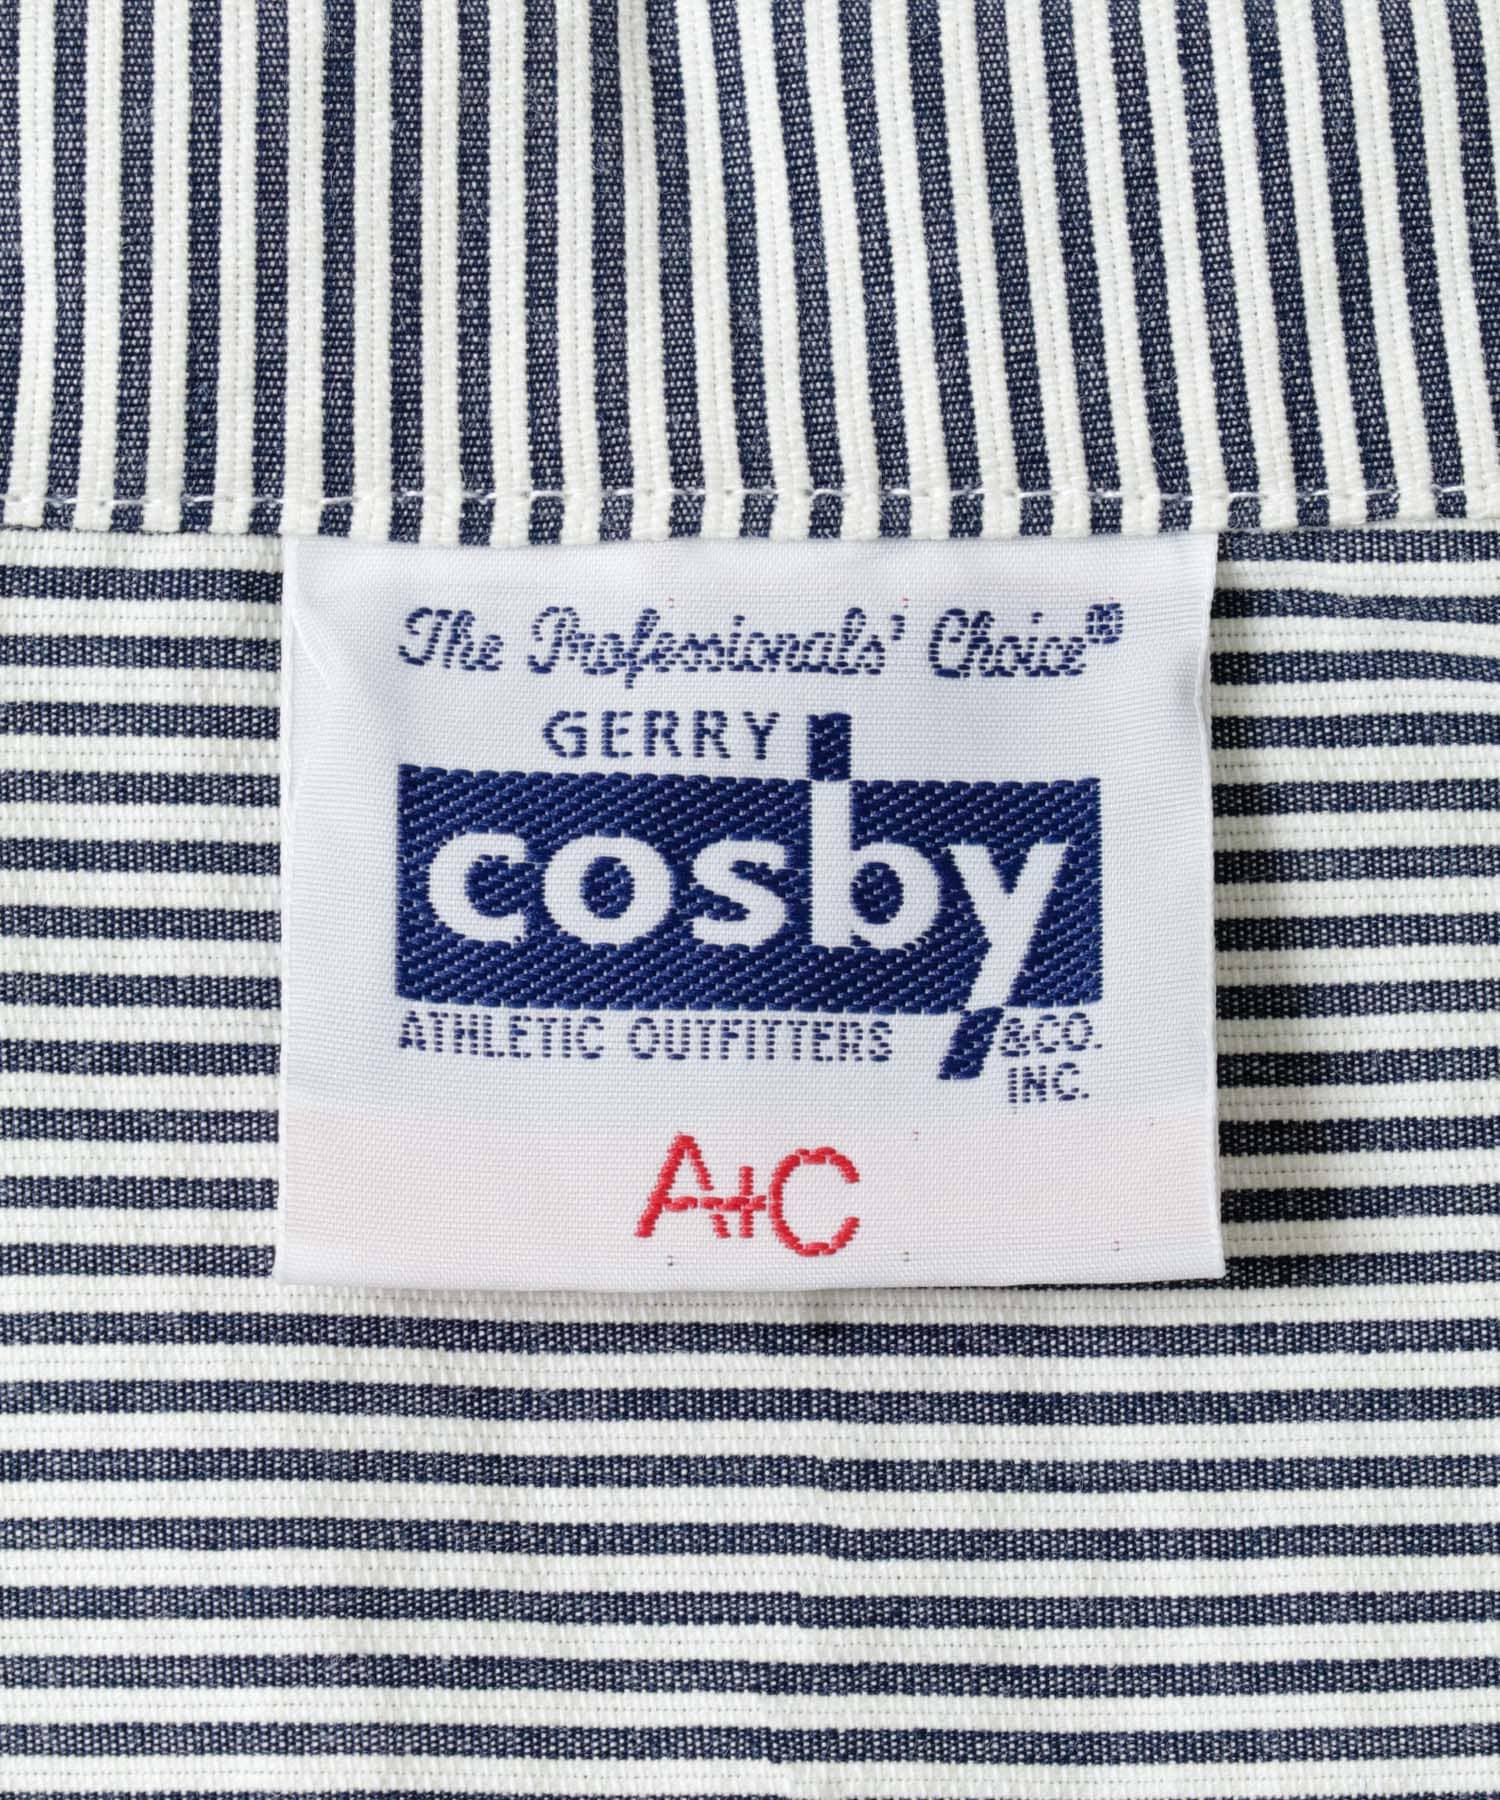 The Professionals' Choice®
GERRY
cosby
ATHLETIC OUTFITTERS &CO.
INC.
A+C